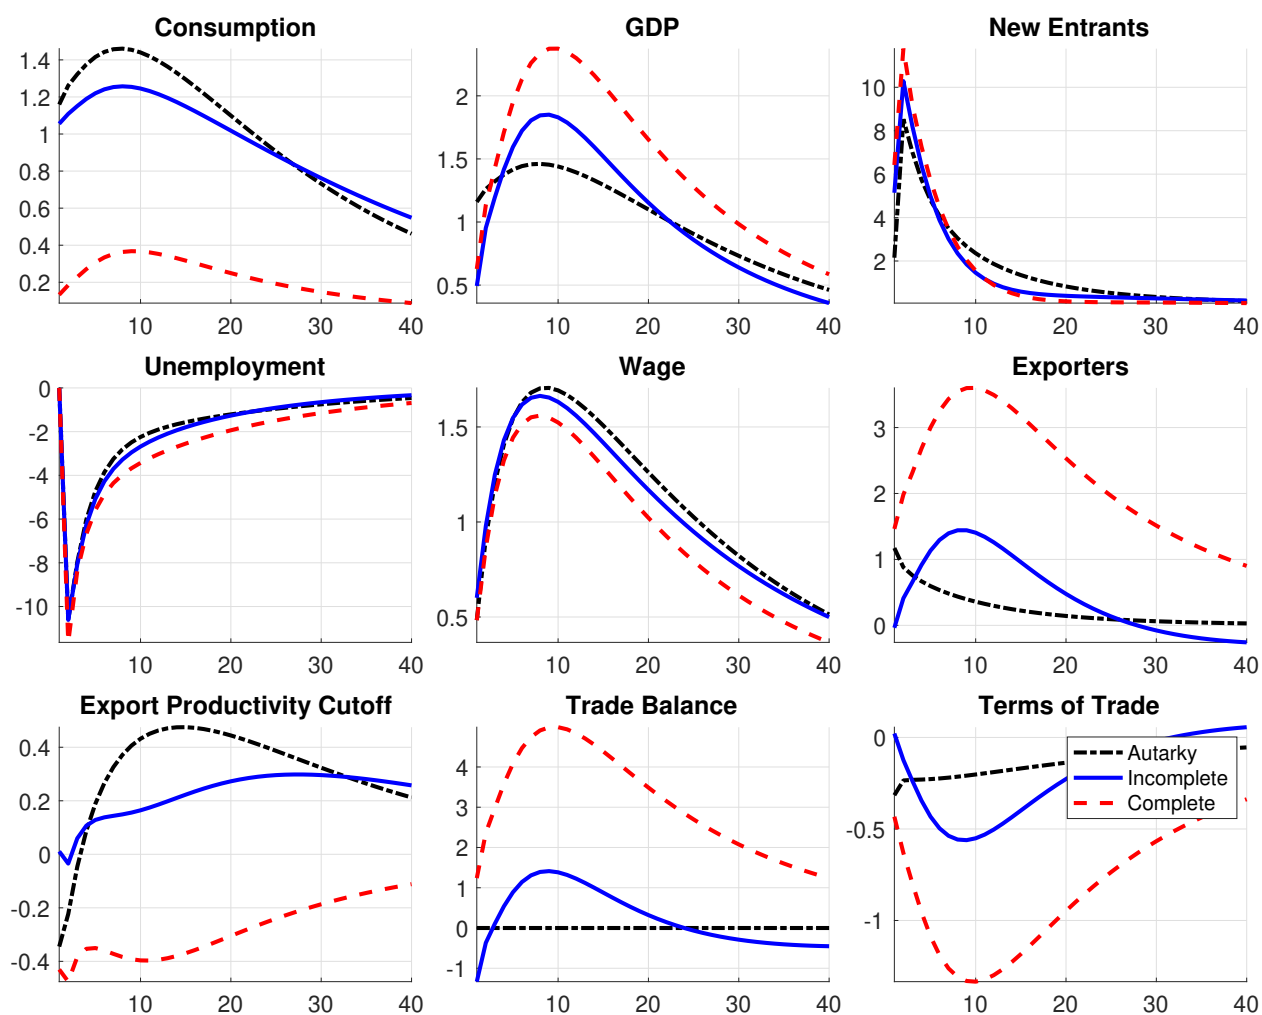 Consumption
1.4
1.2
1
0.8
0.6
0.4
0.2
10 20 30 40
GDP
2
1.5
1
0.5
10 20 30 40
New Entrants
10
8
6
4
2
10 20 30 40
Unemployment
0
-2
-4
-6
-8
-10
10 20 30 40
Wage
1.5
1
0.5
10 20 30 40
Exporters
3
2
1
0
10 20 30 40
Export Productivity Cutoff
0.4
0.2
0
-0.2
-0.4
10 20 30 40
Trade Balance
4
3
2
1
0
-1
10 20 30 40
Terms of Trade
0
-0.5
-1
10 20 30 40
Autarky
Incomplete
Complete